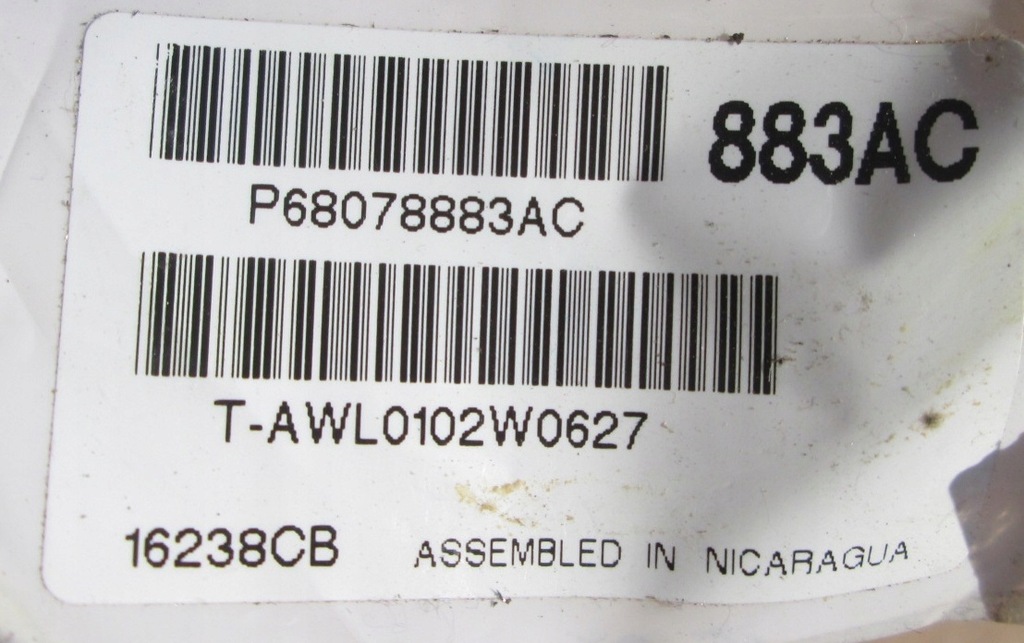 883AC
P68078883AC
T-AWL0102W0627
16238CB ASSEMBLED IN NICARAGUA